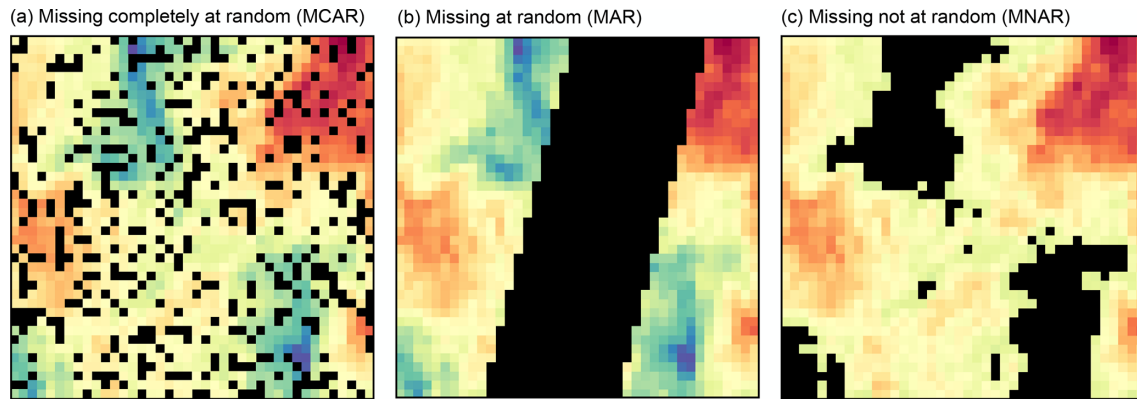 (a) Missing completely at random (MCAR)
(b) Missing at random (MAR)
(c) Missing not at random (MNAR)